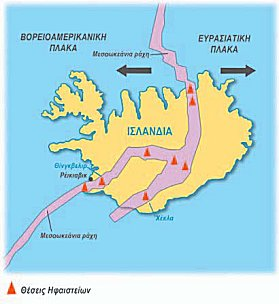 ΒΟΡΕΙΟΑΜΕΡΙΚΑΝΙΚΗ
ΠΛΑΚΑ
ΕΥΡΑΣΙΑΤΙΚΗ
ΠΛΑΚΑ
Μεσοωκεάνια ράχη
ΙΣΛΑΝΔΙΑ
Θίνγκβελιρ
Ρέικιαβικ
Χέκλα
Μεσοωκεάνια ράχη
Θέσεις Ηφαιστείων